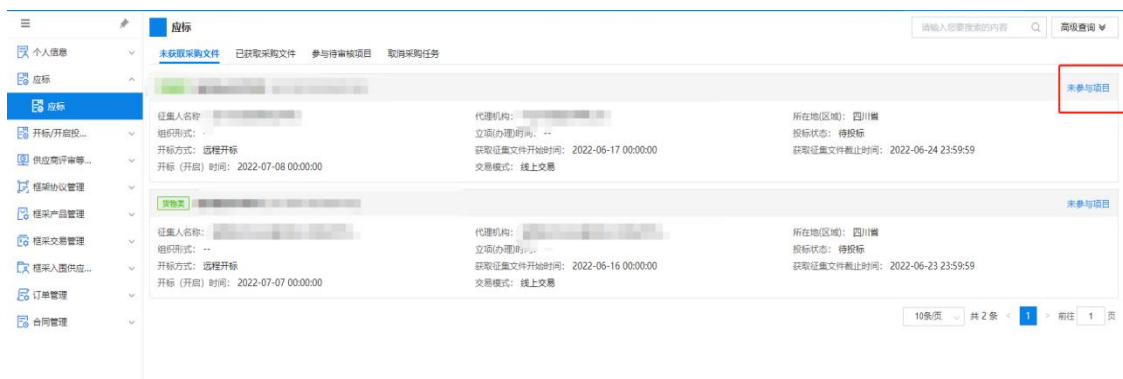 应标
请输入您要搜索的内容
高级查询
个人信息
未获取采购文件 已获取采购文件 参与待审核项目 取消采购任务
应标
未参与项目
应标
征集人名称
代理机构:
所在地(区域): 四川省
开标/开启投...
组织形式:
立项(办理)时间: --
投标状态: 待投标
供应商评审等...
开标方式: 远程开标
获取征集文件开始时间: 2022-06-17 00:00:00
获取征集文件截止时间: 2022-06-24 23:59:59
开标(开启)时间: 2022-07-08 00:00:00
交易模式: 线上交易
框架协议管理
框采产品管理
货物类
未参与项目
框采交易管理
征集人名称:
代理机构:
所在地(区域): 四川省
组织形式: --
立项(办理)时
投标状态: 待投标
框采入围供应...
开标方式: 远程开标
获取征集文件开始时间: 2022-06-16 00:00:00
获取征集文件截止时间: 2022-06-23 23:59:59
开标(开启)时间: 2022-07-07 00:00:00
交易模式: 线上交易
订单管理
合同管理
10条/页 共 2 条 < 1 > 前往 1 页